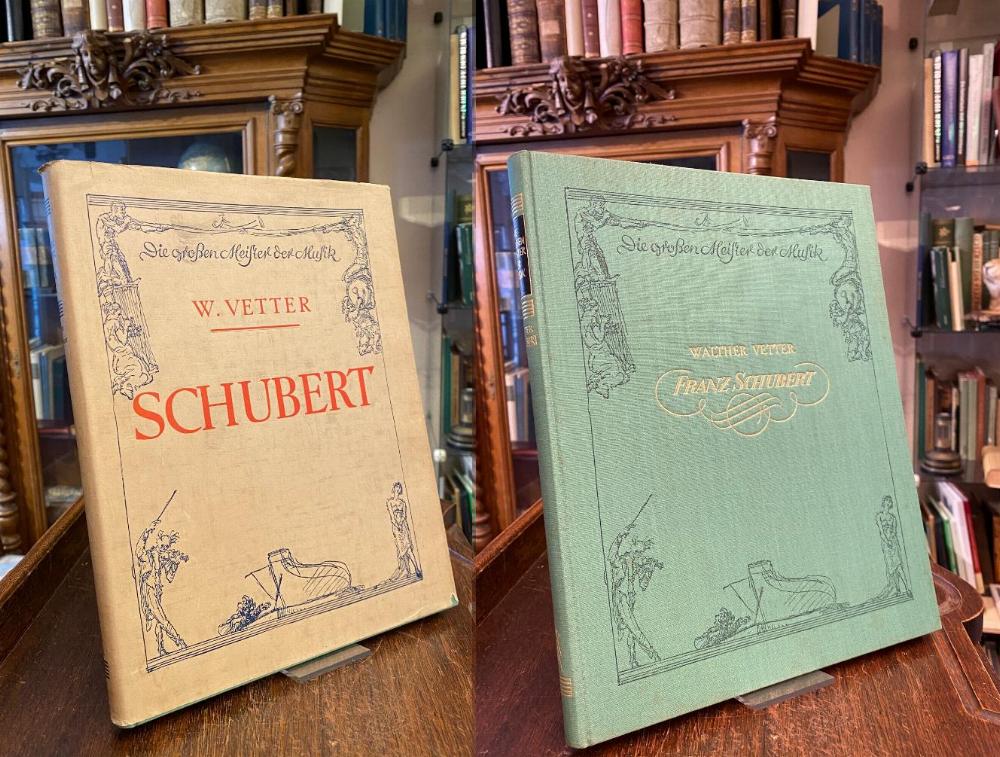 Die großen Meister der Musik
W. VETTER
SCHUBERT
Die großen Meister der Musik
WALTHER VETTER
FRANZ SCHUBERT